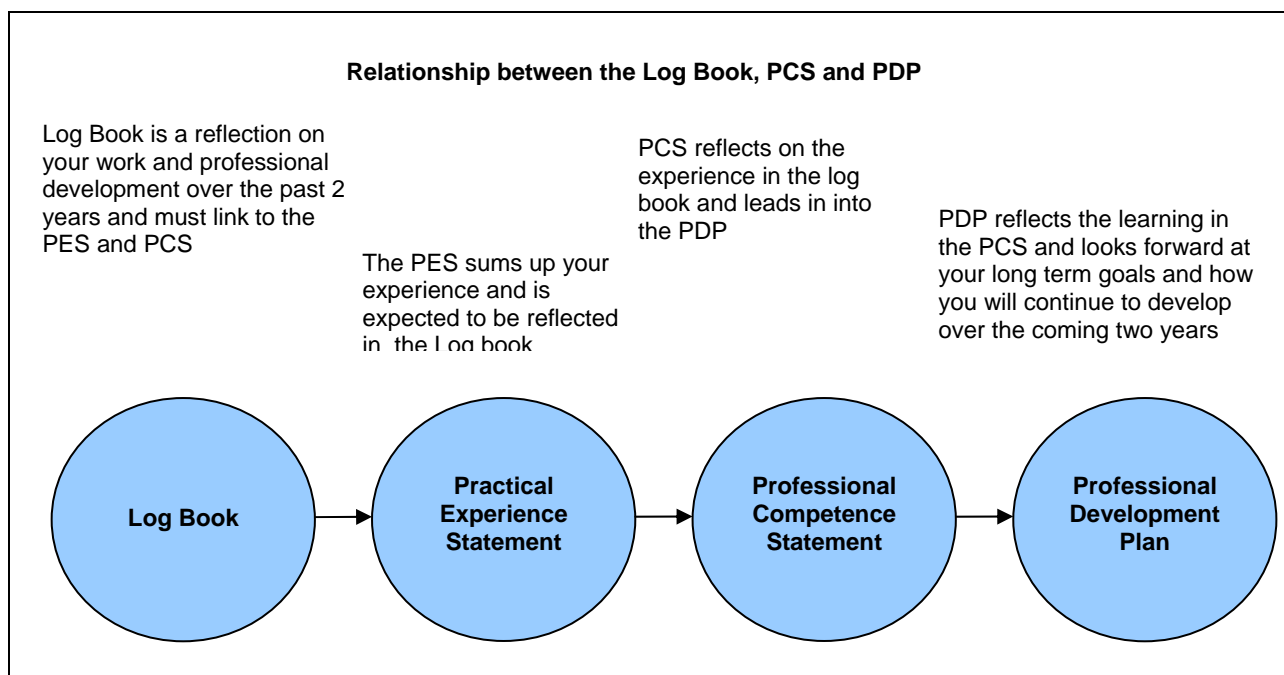 Relationship between the Log Book, PCS and PDP
Log Book is a reflection on
your work and professional
development over the past 2
years and must link to the
PES and PCS
The PES sums up your
experience and is
expected to be reflected
in the Log book
PCS reflects on the
experience in the log
book and leads in into
the PDP
PDP reflects the learning in
the PCS and looks forward at
your long term goals and how
you will continue to develop
over the coming two years
Log Book
Practical
Experience
Statement
Professional
Competence
Statement
Professional
Development
Plan